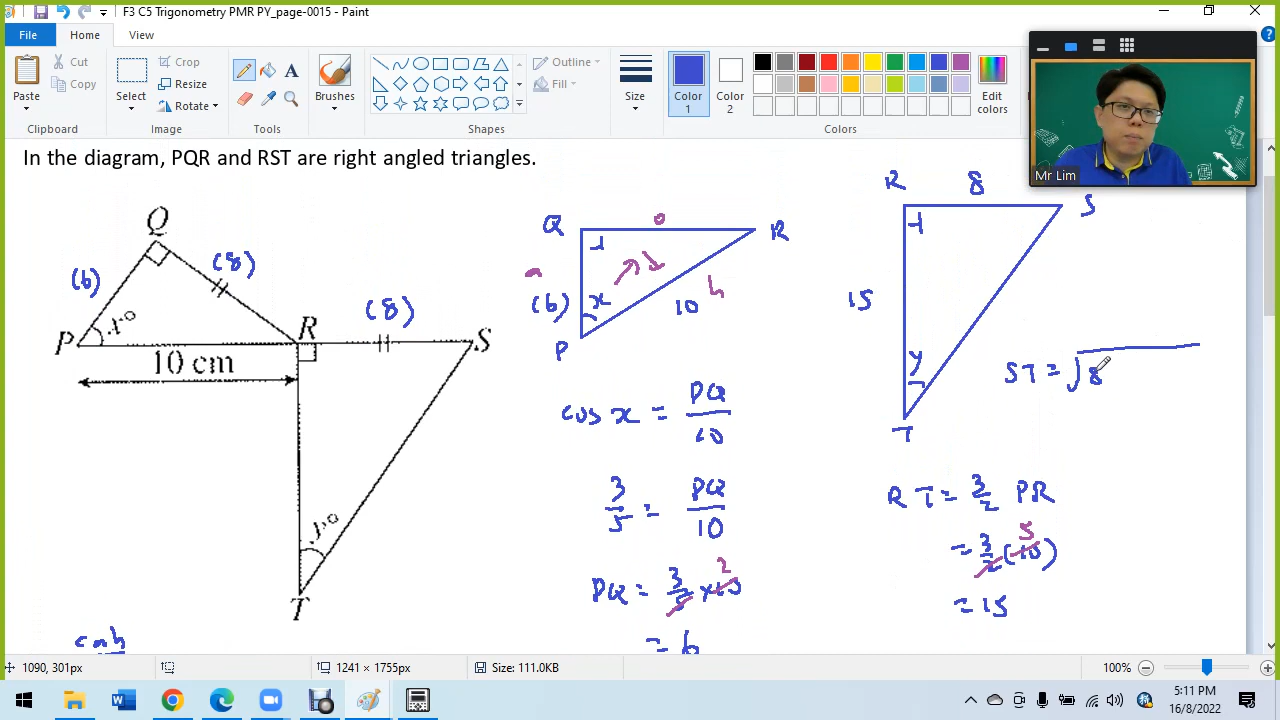 F3 C5 Trigonometry PMR PY_page-0015 - Paint
File Home View
Paste Cut Copy Clipboard
Select Crop Resize Rotate Image
Tools
Brushes
Outline Fill Shapes
Size
Color 1 Color 2 Edit colors Colors
Mr Lim
In the diagram, PQR and RST are right angled triangles.
Q
(6) (8)
P x° R (8) S
10 cm
T
Q o R
a (6) x 10 h
P
cos x = PQ/10
3/5 = PQ/10
PQ = 3/5 × 10 2
= 6
R 8 S
15
y
T
ST = √8
RT = 3/2 PR
= 3/2 (10) 5
= 15
1090, 301px 1241 × 1755px Size: 111.0KB 100%
5:11 PM
16/8/2022